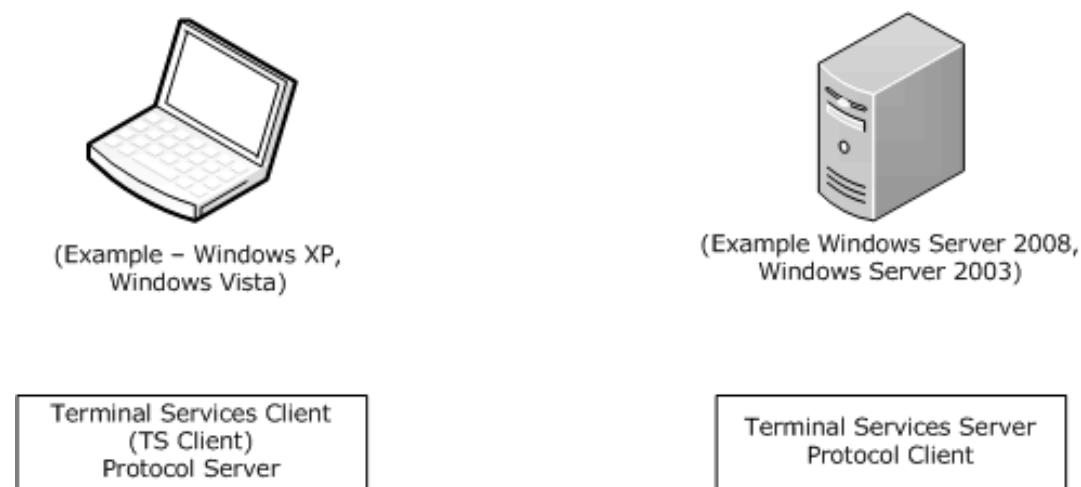 (Example – Windows XP,
Windows Vista)
(Example Windows Server 2008,
Windows Server 2003)
Terminal Services Client
(TS Client)
Protocol Server
Terminal Services Server
Protocol Client